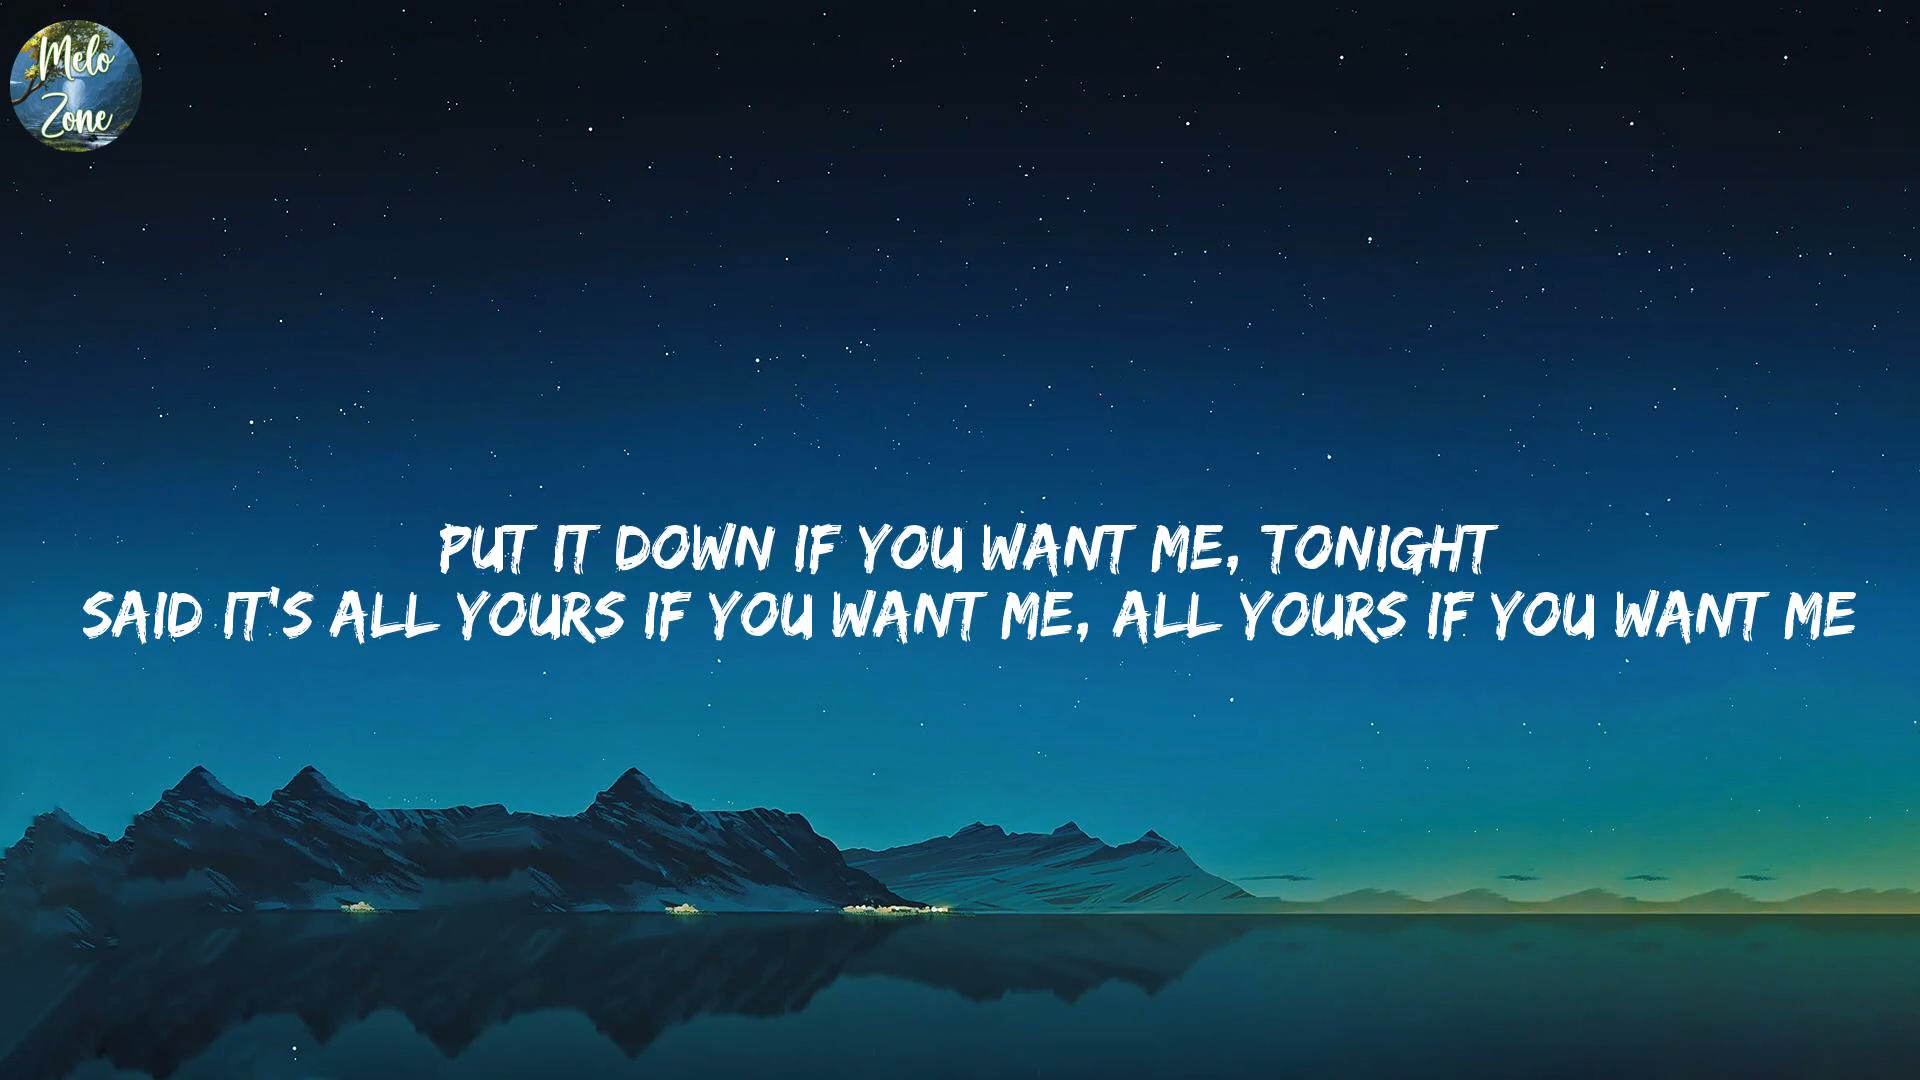 Melo
Zone
PUT IT DOWN IF YOU WANT ME, TONIGHT
SAID IT'S ALL YOURS IF YOU WANT ME, ALL YOURS IF YOU WANT ME